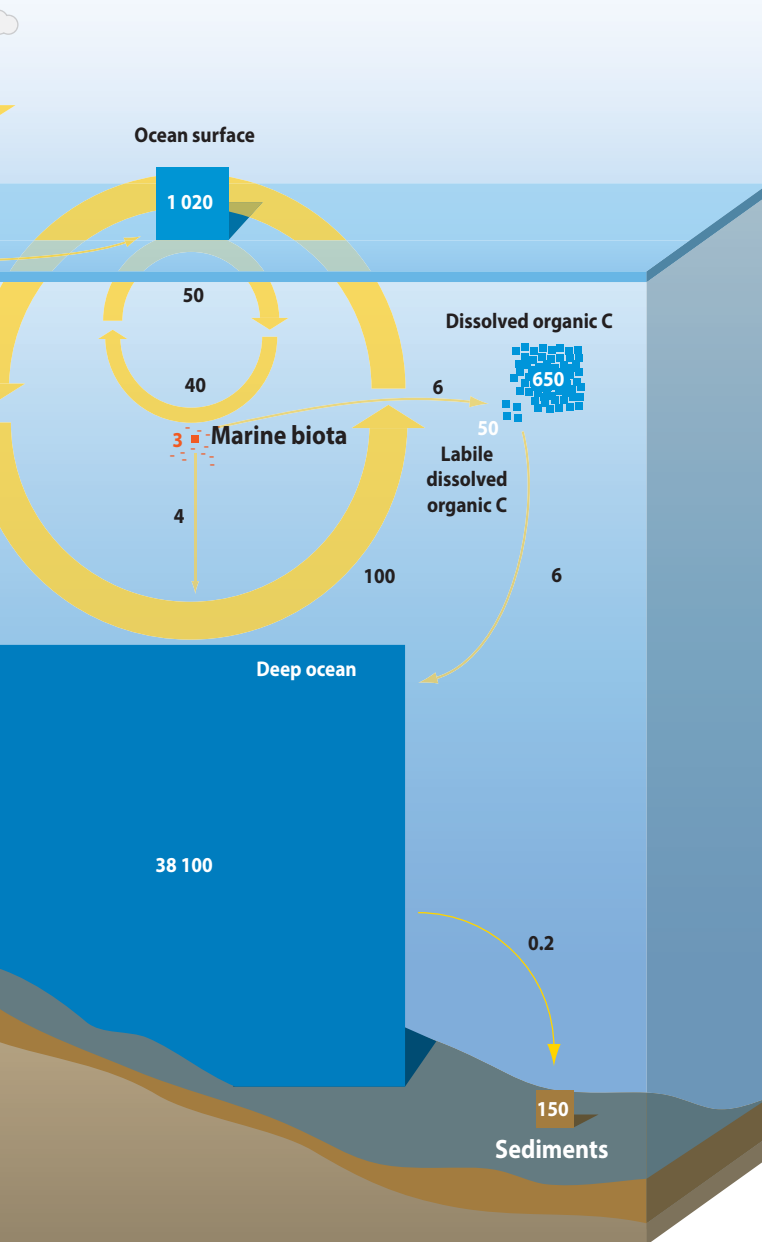 Ocean surface
1 020
50
Dissolved organic C
650
40
6
3
Marine biota
50
Labile
dissolved
organic C
4
100
6
Deep ocean
38 100
0.2
150
Sediments